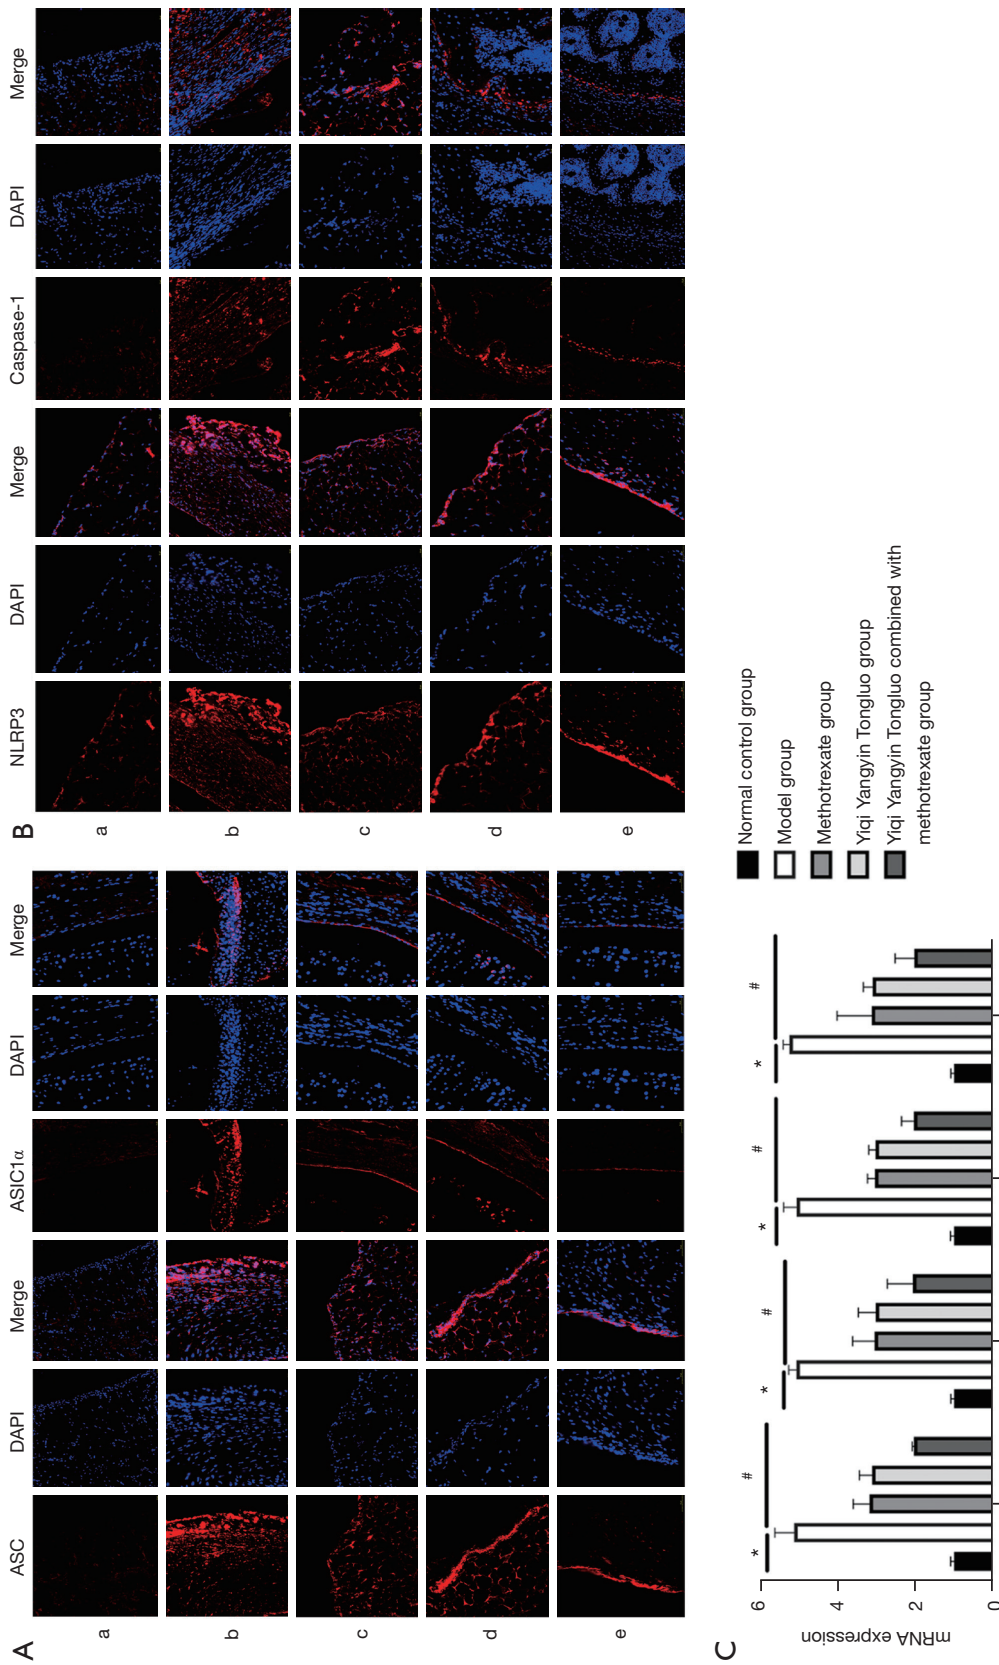 A
ASC
DAPI
Merge
ASIC1α
DAPI
Merge
a
b
c
d
e
B
NLRP3
DAPI
Merge
Caspase-1
DAPI
Merge
a
b
c
d
e
C
mRNA expression
6
4
2
0
*
#
*
#
*
#
*
#
Normal control group
Model group
Methotrexate group
Yiqi Yangyin Tongluo group
Yiqi Yangyin Tongluo combined with
methotrexate group